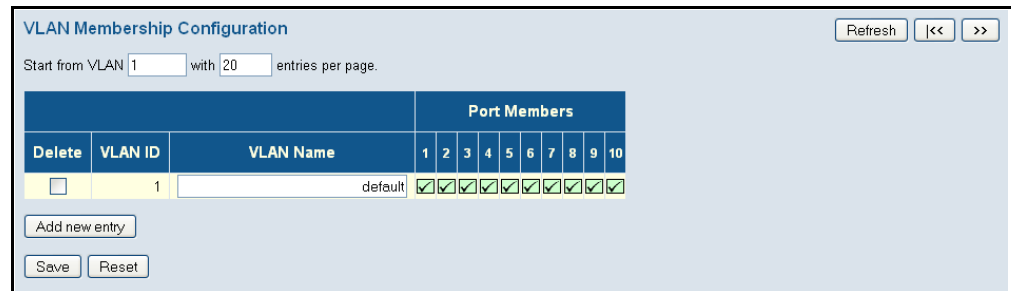 VLAN Membership Configuration
Refresh |<< >>
Start from VLAN 1 with 20 entries per page.
Port Members
Delete VLAN ID VLAN Name 1 2 3 4 5 6 7 8 9 10
1 default
Add new entry
Save Reset